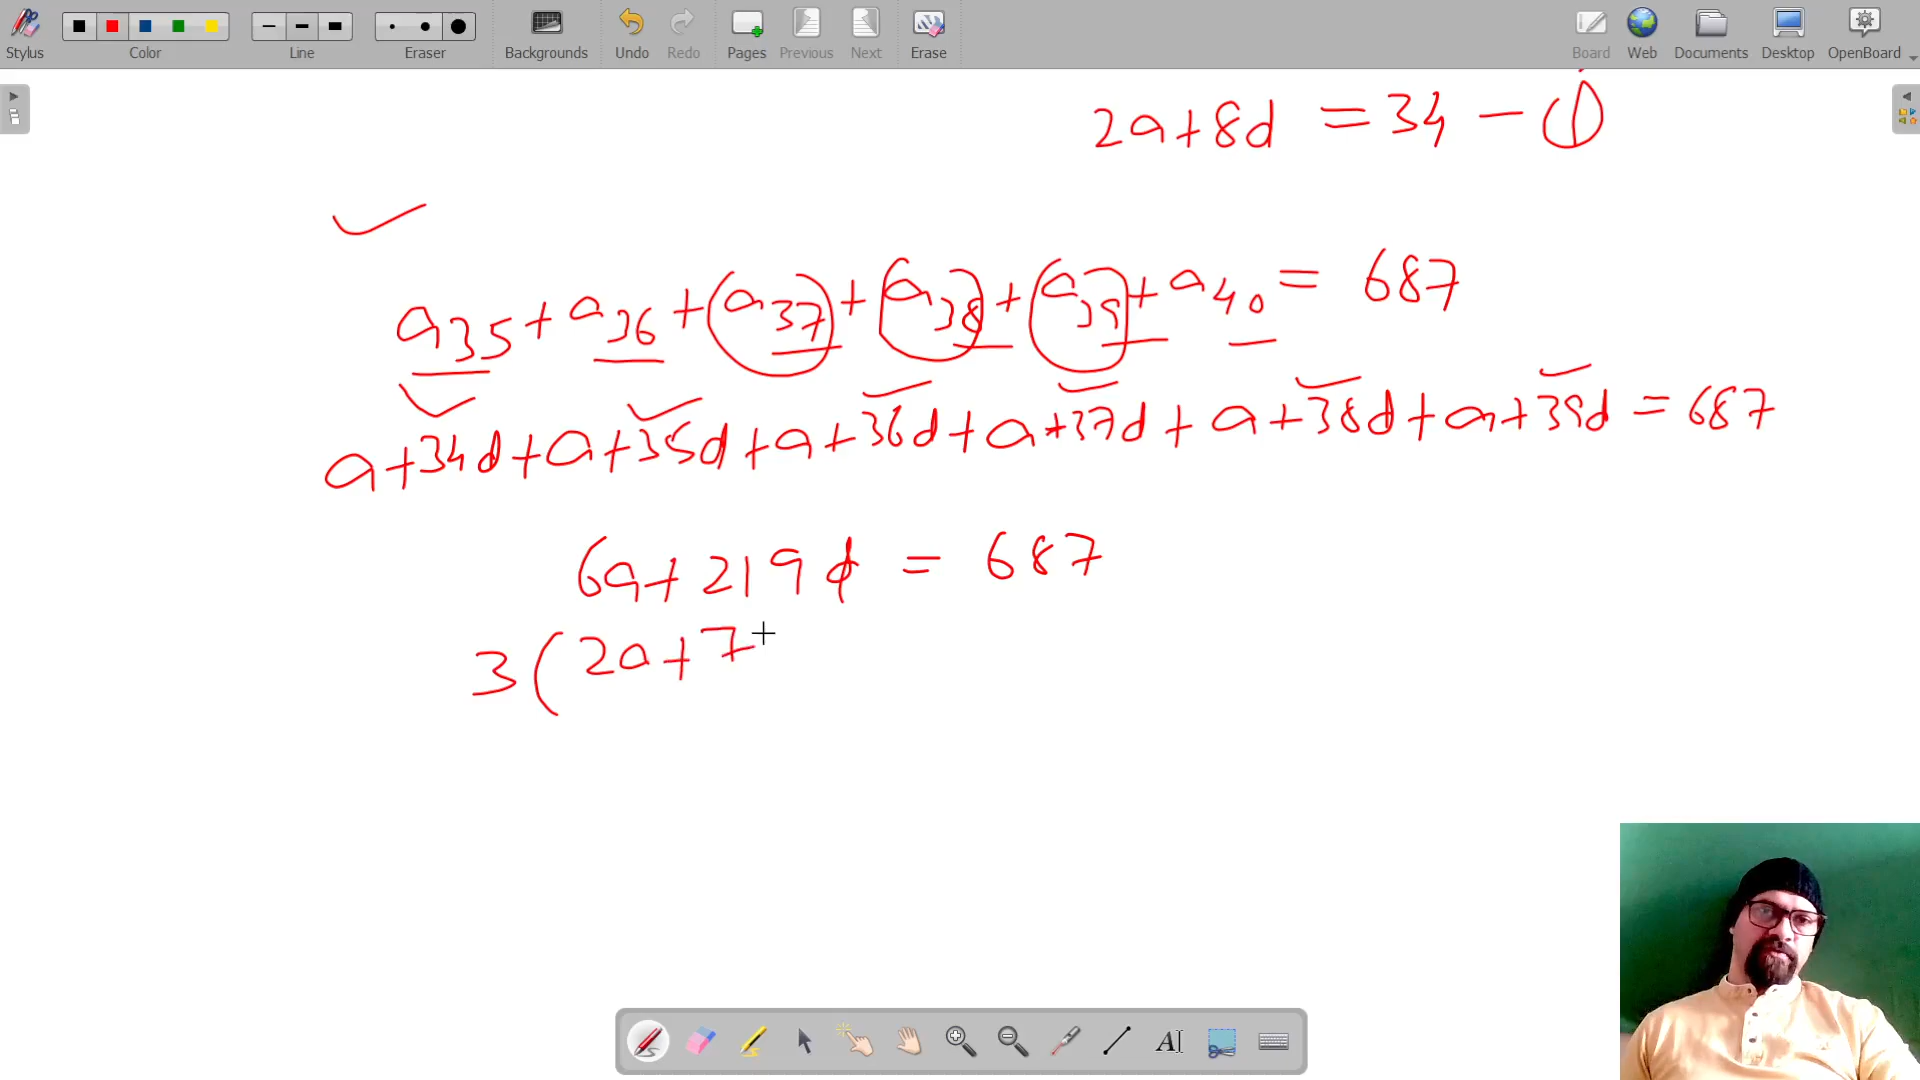 Stylus Color Line Eraser Backgrounds Undo Redo Pages Previous Next Erase Board Web Documents Desktop OpenBoard
2a+8d = 34 - ①
a35 + a36 + a37 + a38 + a39 + a40 = 687
a+34d+a+35d+a+36d+a+37d+a+38d+a+39d = 687
6a+219d = 687
3(2a+7
AI